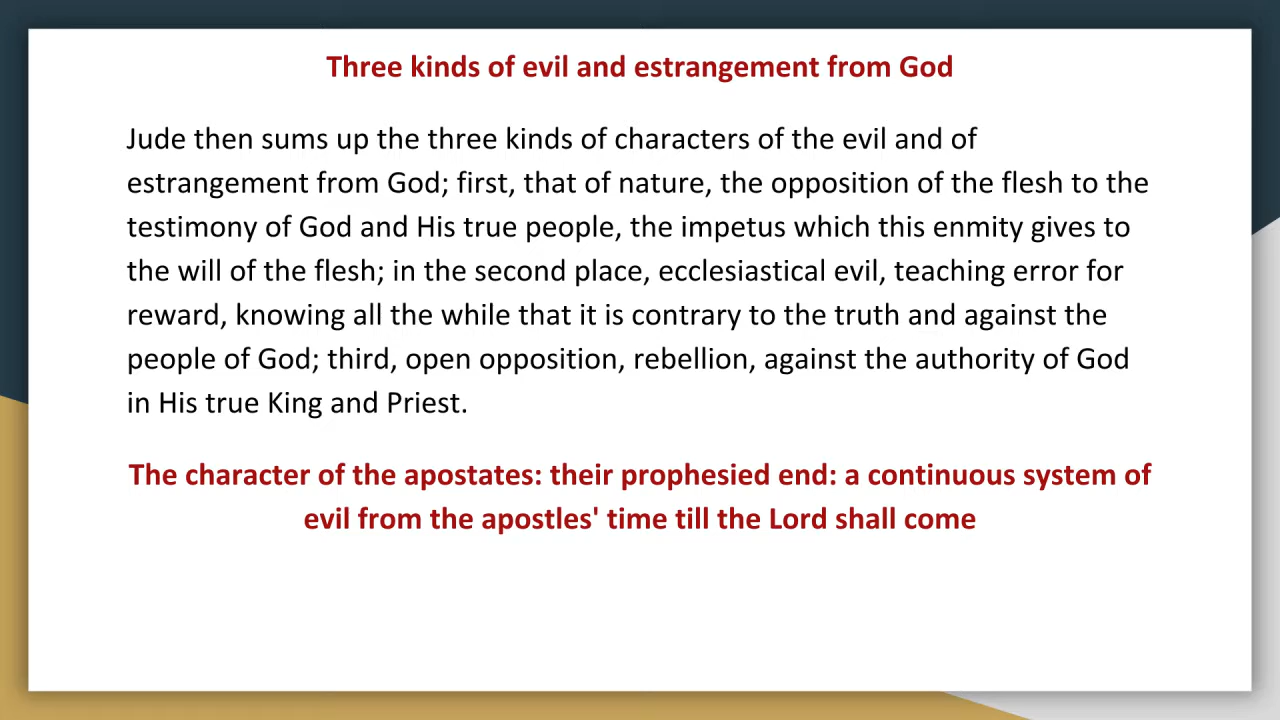 Three kinds of evil and estrangement from God
Jude then sums up the three kinds of characters of the evil and of
estrangement from God; first, that of nature, the opposition of the flesh to the
testimony of God and His true people, the impetus which this enmity gives to
the will of the flesh; in the second place, ecclesiastical evil, teaching error for
reward, knowing all the while that it is contrary to the truth and against the
people of God; third, open opposition, rebellion, against the authority of God
in His true King and Priest.
The character of the apostates: their prophesied end: a continuous system of
evil from the apostles' time till the Lord shall come